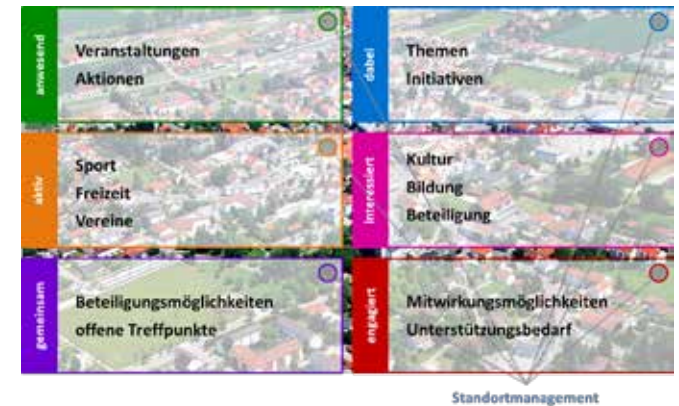 anwesend
Veranstaltungen
Aktionen
dabei
Themen
Initiativen
aktiv
Sport
Freizeit
Vereine
interessiert
Kultur
Bildung
Beteiligung
gemeinsam
Beteiligungsmöglichkeiten
offene Treffpunkte
engagiert
Mitwirkungsmöglichkeiten
Unterstützungsbedarf
Standortmanagement